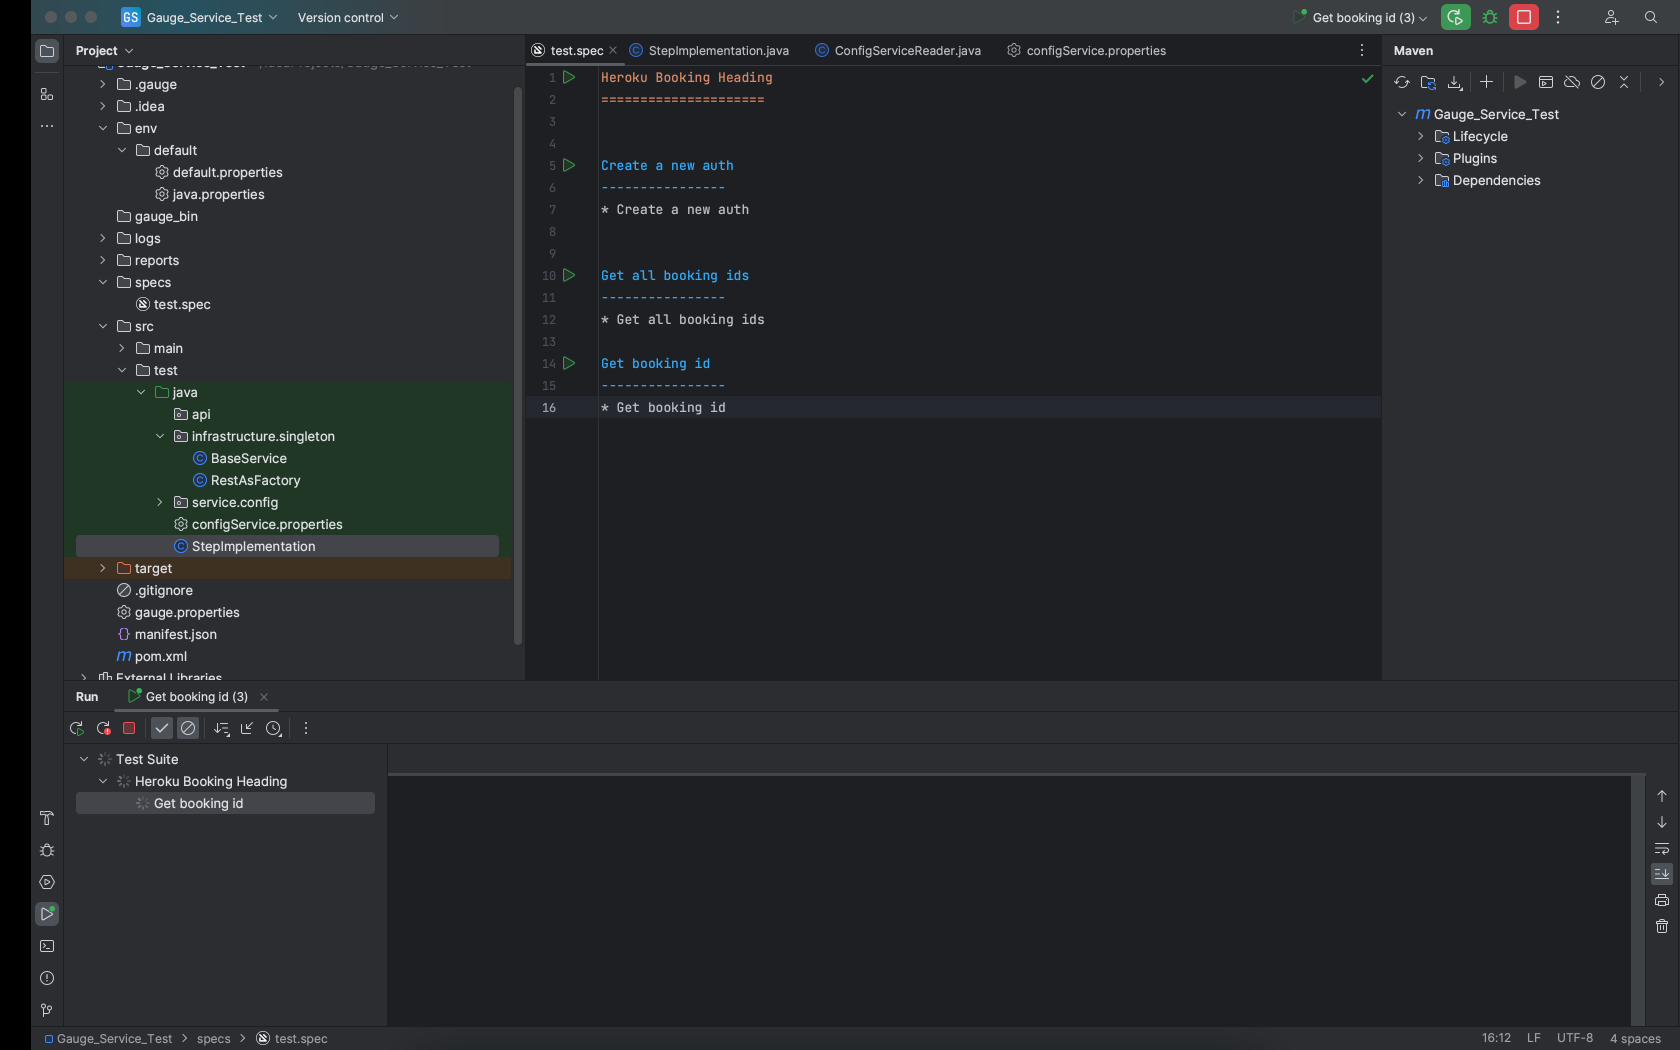 GS Gauge_Service_Test Version control Get booking id (3)
Project
Gauge_Service_Test
.gauge
.idea
env
default
default.properties
java.properties
gauge_bin
logs
reports
specs
test.spec
src
main
test
java
api
infrastructure.singleton
BaseService
RestAsFactory
service.config
configService.properties
StepImplementation
target
.gitignore
gauge.properties
manifest.json
pom.xml
External Libraries
test.spec StepImplementation.java ConfigServiceReader.java configService.properties
1 Heroku Booking Heading
2 =====================
3
4
5 Create a new auth
6 ----------------
7 * Create a new auth
8
9
10 Get all booking ids
11 ----------------
12 * Get all booking ids
13
14 Get booking id
15 ----------------
16 * Get booking id
Maven
Gauge_Service_Test
Lifecycle
Plugins
Dependencies
Run Get booking id (3)
Test Suite
Heroku Booking Heading
Get booking id
Gauge_Service_Test > specs > test.spec 16:12 LF UTF-8 4 spaces